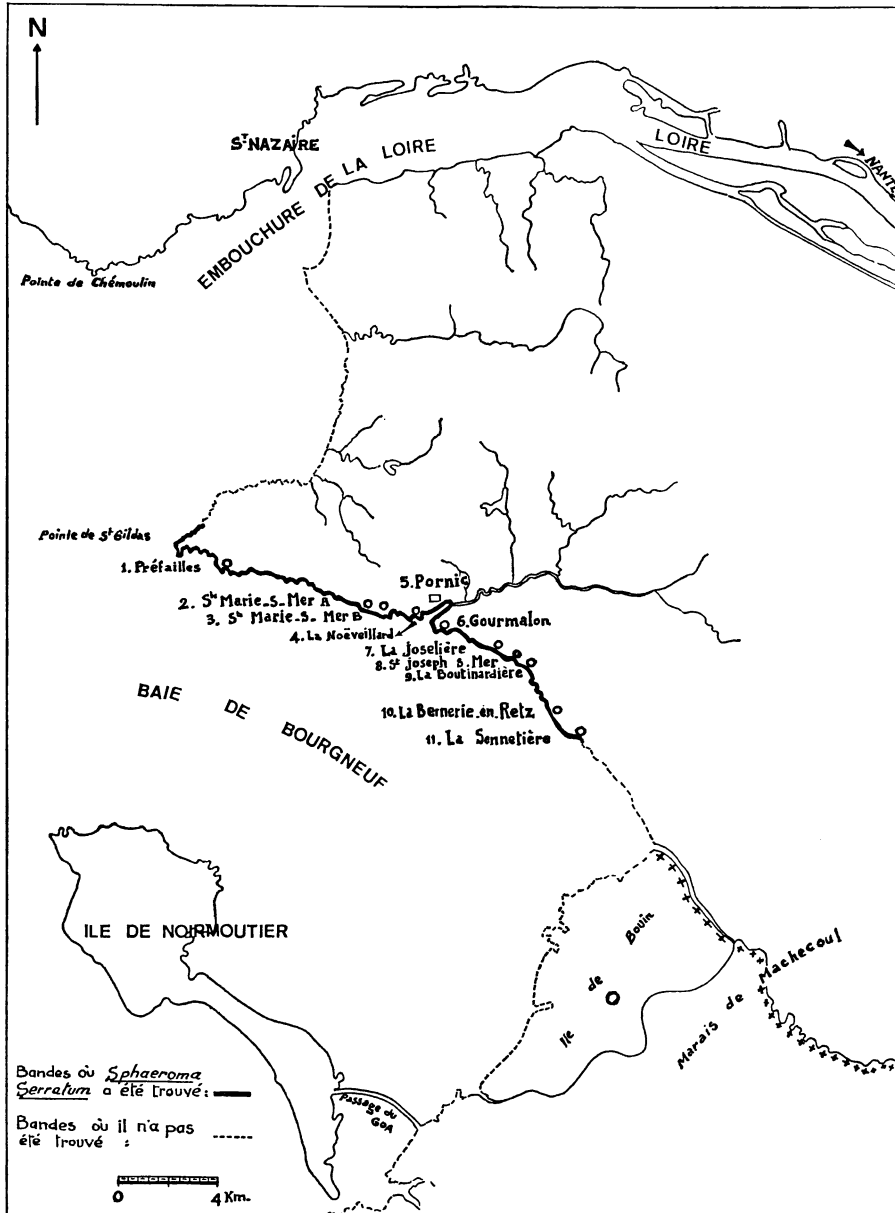 N
ST NAZAIRE
EMBOUCHURE DE LA LOIRE
LOIRE
NANTES
Pointe de Chémoulin
Pointe de St Gildas
1. Préfailles
2. Ste Marie_S_Mer A
3. Ste Marie_S_Mer B
4. La Noëveillard
5. Pornic
6. Gourmalon
7. La Joselière
8. St Joseph S. Mer
9. La Boutinardière
10. La Bernerie.en.Retz
11. La Sennetière
BAIE DE BOURGNEUF
ILE DE NOIRMOUTIER
Ile de Bouin
Marais de Machecoul
Passage du
GOA
Bandes où Sphaeroma
Serratum a été trouvé:
Bandes où il n'a pas
été trouvé :
0 4 Km.